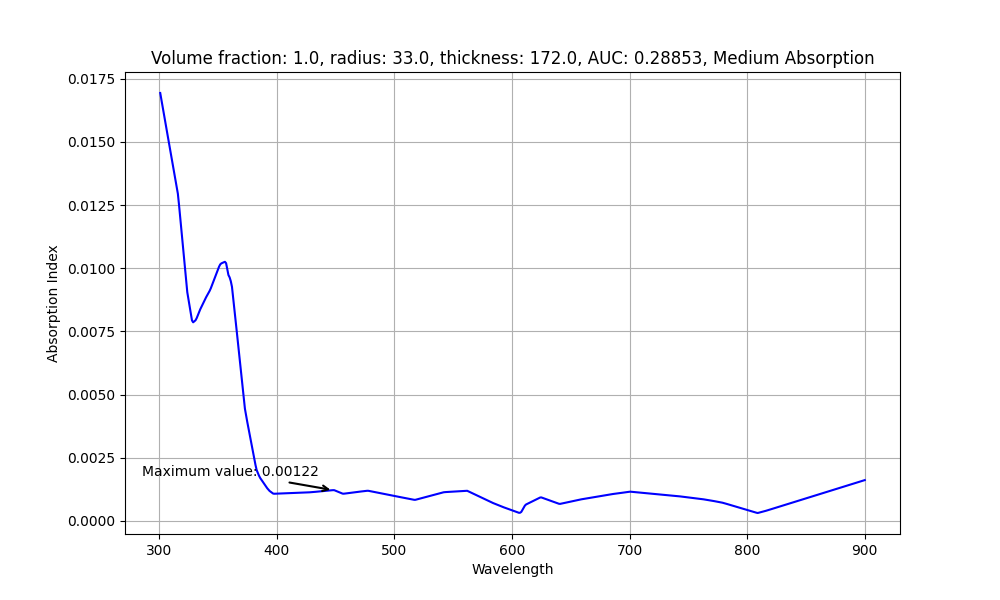 Volume fraction: 1.0, radius: 33.0, thickness: 172.0, AUC: 0.28853, Medium Absorption
0.0175
0.0150
0.0125
0.0100
0.0075
0.0050
0.0025
0.0000
Absorption Index
Maximum value: 0.00122
300 400 500 600 700 800 900
Wavelength